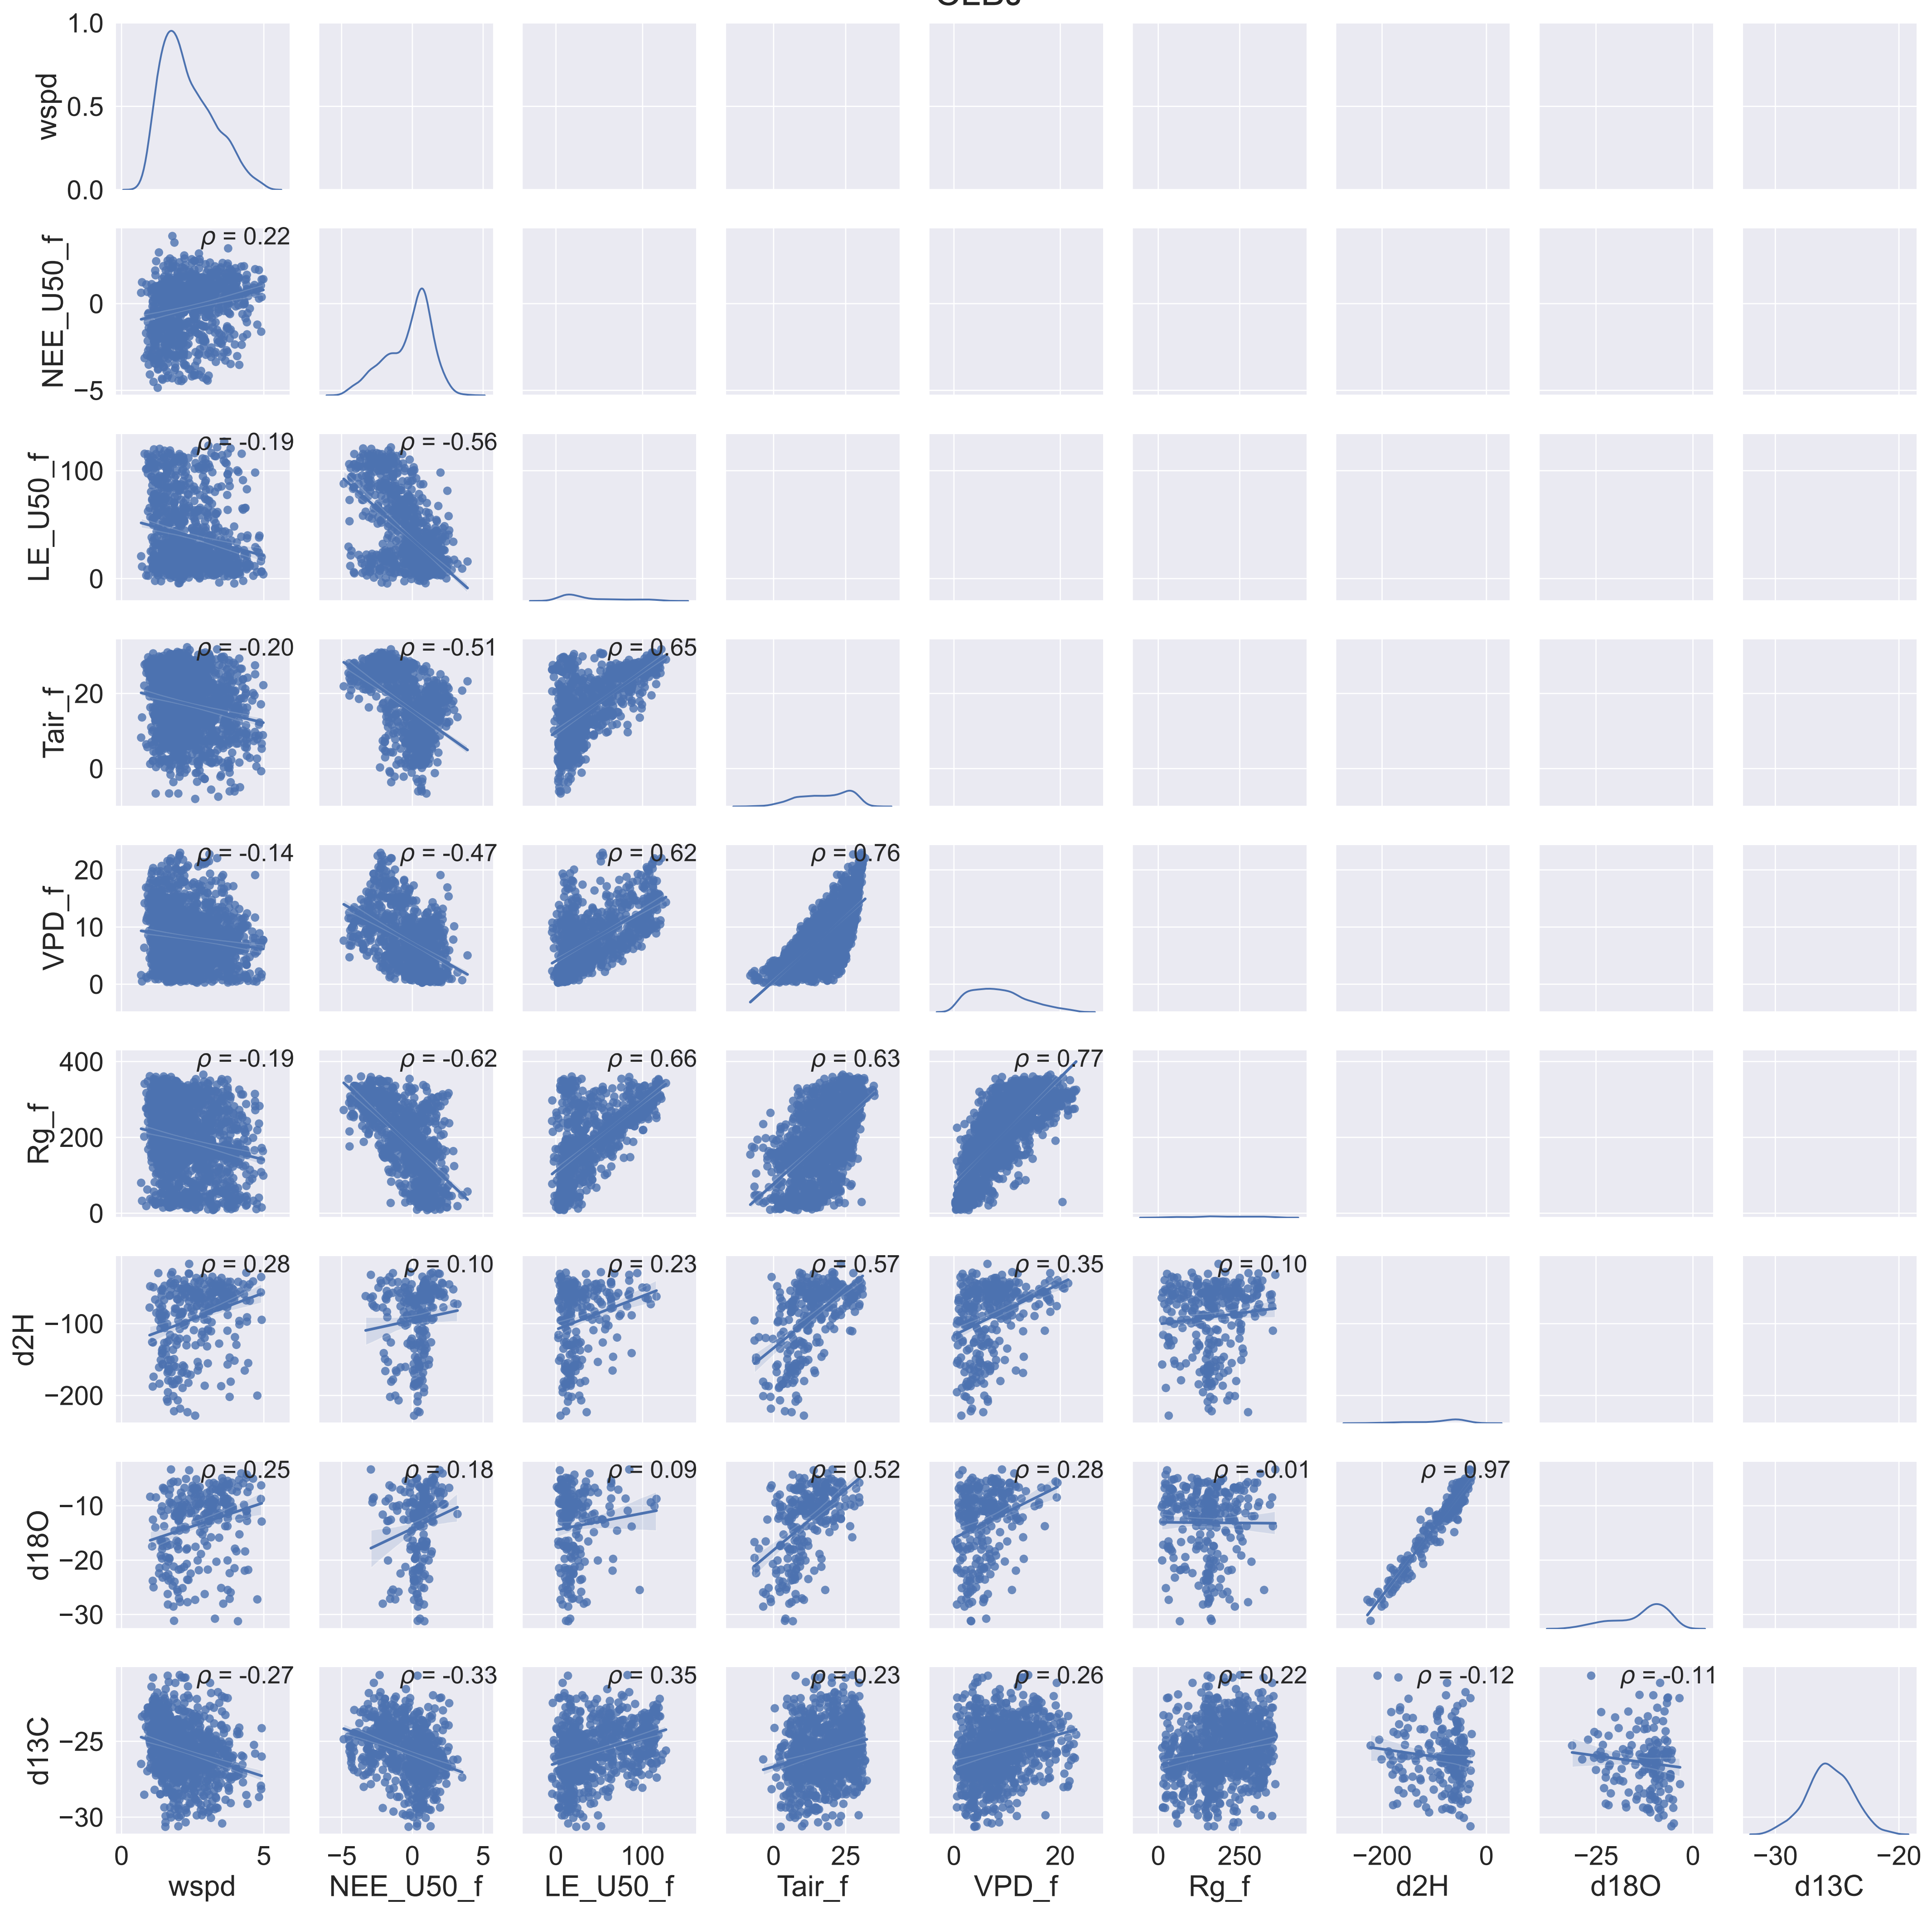 1.0
0.5
0.0
wspd
ρ = 0.22
0
−5
NEE_U50_f
ρ = -0.19
ρ = -0.56
100
0
LE_U50_f
ρ = -0.20
ρ = -0.51
ρ = 0.65
20
0
Tair_f
ρ = -0.14
ρ = -0.47
ρ = 0.62
ρ = 0.76
20
10
0
VPD_f
ρ = -0.19
ρ = -0.62
ρ = 0.66
ρ = 0.63
ρ = 0.77
400
200
0
Rg_f
ρ = 0.28
ρ = 0.10
ρ = 0.23
ρ = 0.57
ρ = 0.35
ρ = 0.10
−100
−200
d2H
ρ = 0.25
ρ = 0.18
ρ = 0.09
ρ = 0.52
ρ = 0.28
ρ = -0.01
ρ = 0.97
−10
−20
−30
d18O
ρ = -0.27
ρ = -0.33
ρ = 0.35
ρ = 0.23
ρ = 0.26
ρ = 0.22
ρ = -0.12
ρ = -0.11
−25
−30
d13C
0 5
−5 0 5
0 100
0 25
0 20
0 250
−200 0
−25 0
−30 −20
wspd
NEE_U50_f
LE_U50_f
Tair_f
VPD_f
Rg_f
d2H
d18O
d13C